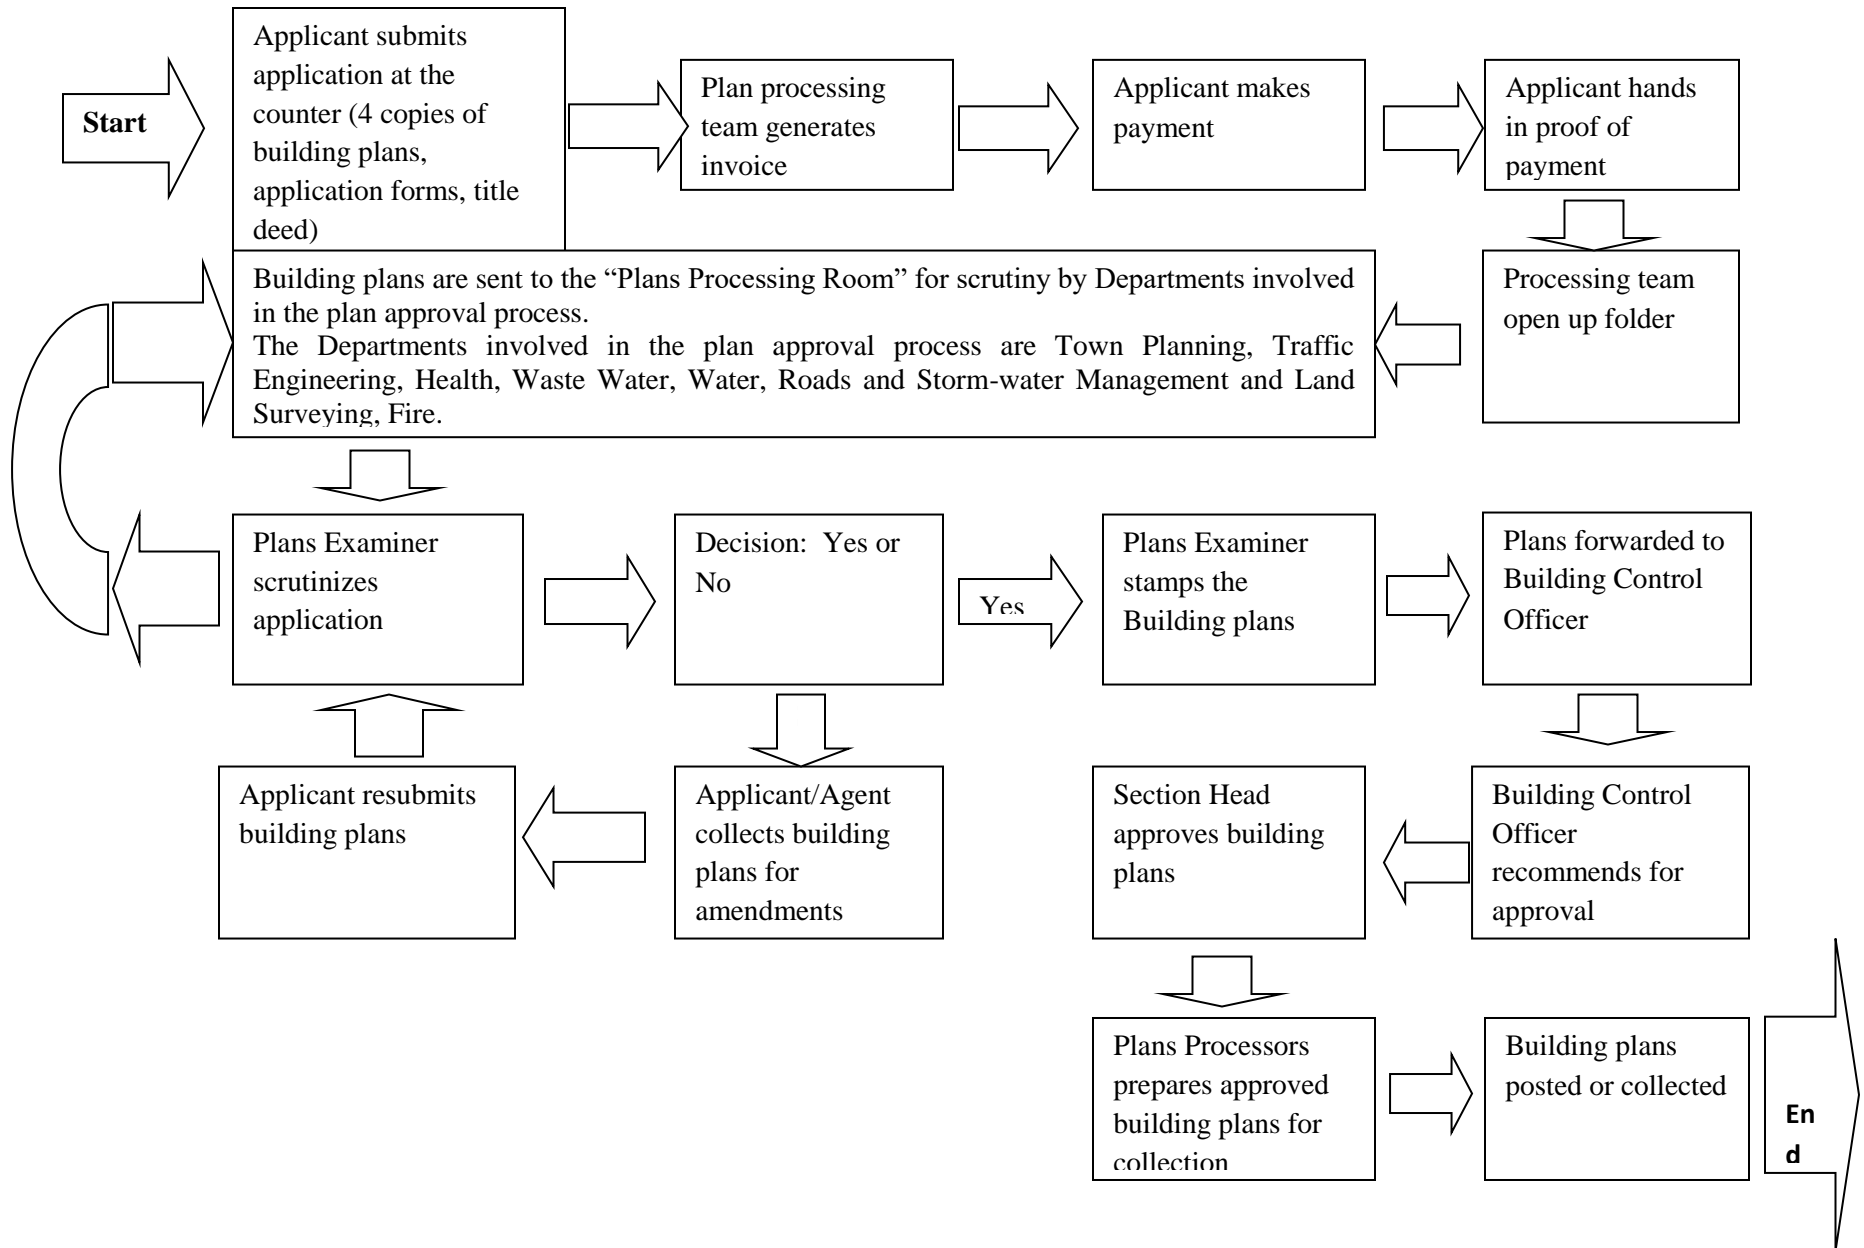 Start
Applicant submits
application at the
counter (4 copies of
building plans,
application forms, title
deed)
Plan processing
team generates
invoice
Applicant makes
payment
Applicant hands
in proof of
payment
Processing team
open up folder
Building plans are sent to the “Plans Processing Room” for scrutiny by Departments involved
in the plan approval process.
The Departments involved in the plan approval process are Town Planning, Traffic
Engineering, Health, Waste Water, Water, Roads and Storm-water Management and Land
Surveying, Fire.
Plans Examiner
scrutinizes
application
Decision:  Yes or
No
Yes
Plans Examiner
stamps the
Building plans
Plans forwarded to
Building Control
Officer
Applicant resubmits
building plans
Applicant/Agent
collects building
plans for
amendments
Section Head
approves building
plans
Building Control
Officer
recommends for
approval
Plans Processors
prepares approved
building plans for
collection
Building plans
posted or collected
En
d